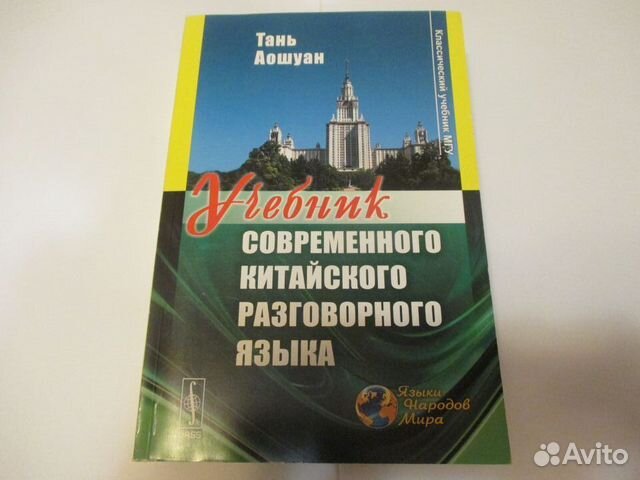 Тань
Аошуан
Классический учебник МГУ
Учебник
СОВРЕМЕННОГО
КИТАЙСКОГО
РАЗГОВОРНОГО
ЯЗЫКА
URSS
Языки
Народов
Мира
Avito